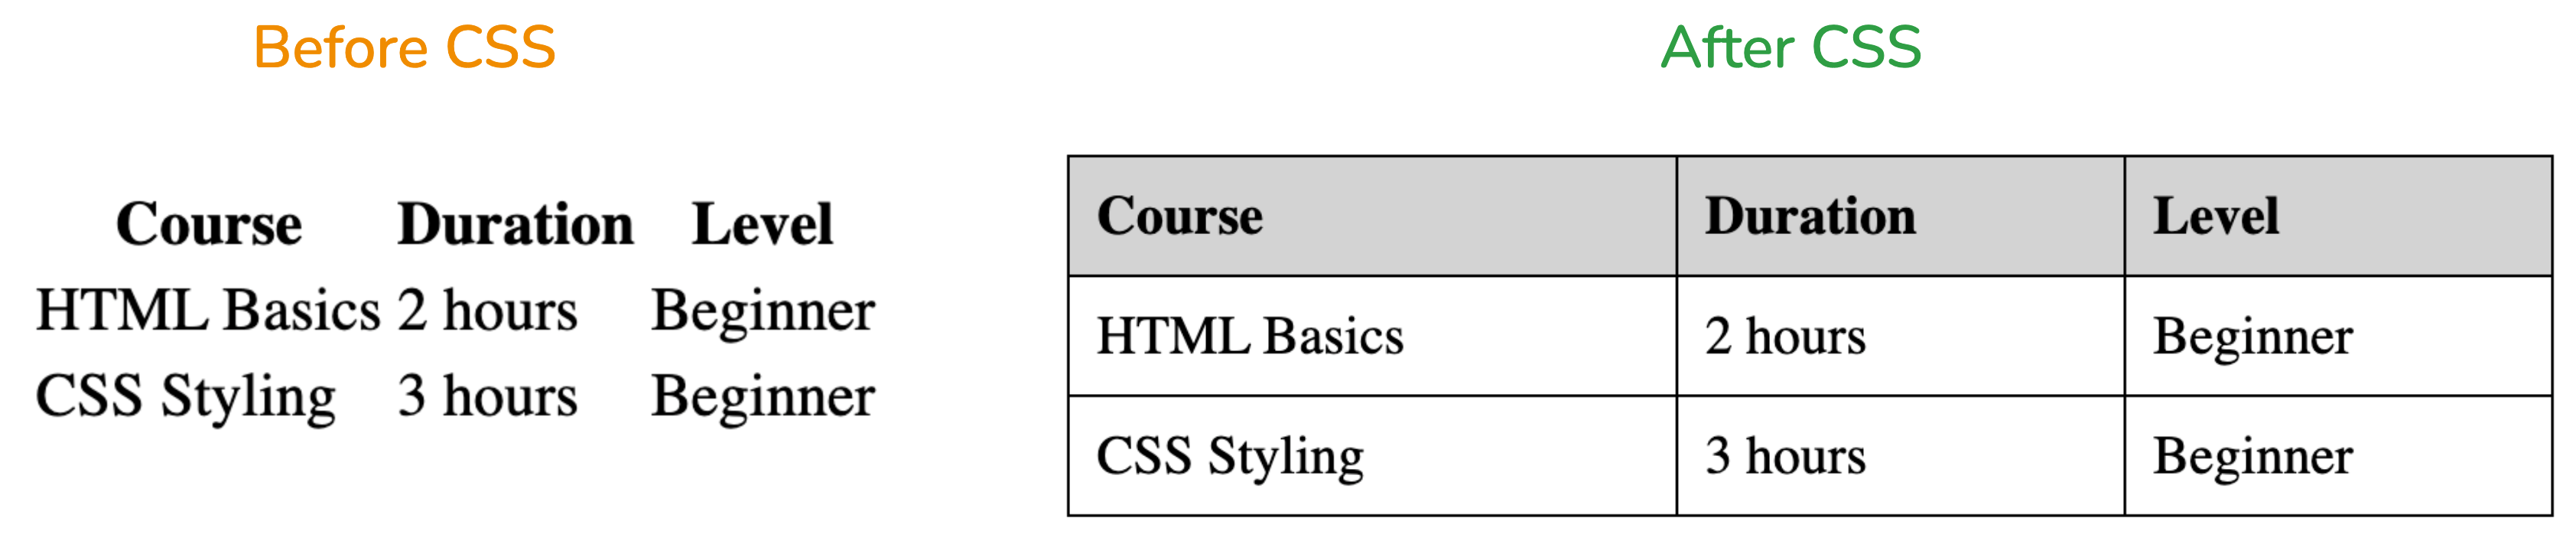 Before CSS
Course Duration Level
HTML Basics 2 hours Beginner
CSS Styling 3 hours Beginner
After CSS
Course Duration Level
HTML Basics 2 hours Beginner
CSS Styling 3 hours Beginner